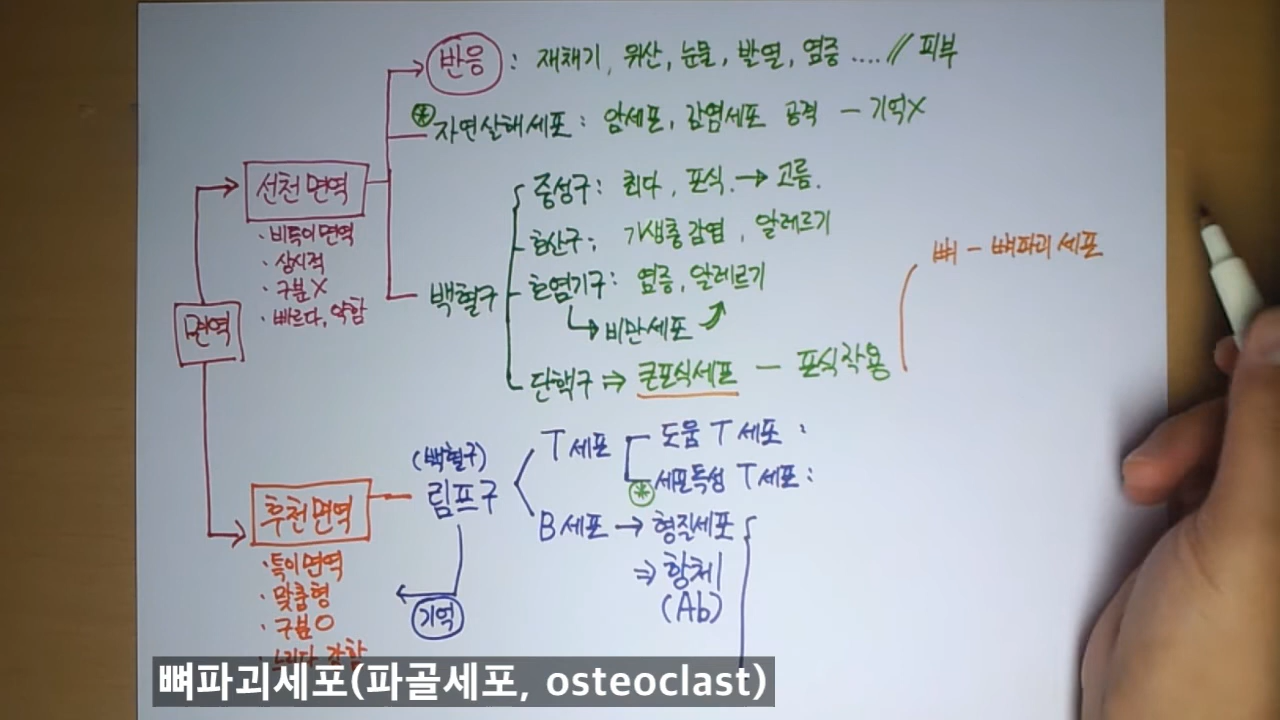 반응 : 재채기, 위산, 눈물, 발열, 염증 .... // 피부
자연살해세포 : 암세포, 감염세포 공격 - 기억X
선천면역
· 비특이면역
· 상시적
· 구분X
· 빠르다, 약함
백혈구
중성구 : 최다, 포식. → 고름.
호산구 : 기생충감염, 알레르기
호염기구 : 염증, 알레르기
↳ 비만세포
단핵구 ⇒ 큰포식세포 - 포식작용
뼈 - 뼈파괴세포
면역
후천면역
· 특이면역
· 맞춤형
· 구분O
· 느리다 강함
(백혈구)
림프구
기억
T세포
도움 T세포 :
세포독성 T세포 :
B세포 → 형질세포
⇒ 항체
(Ab)
뼈파괴세포(파골세포, osteoclast)